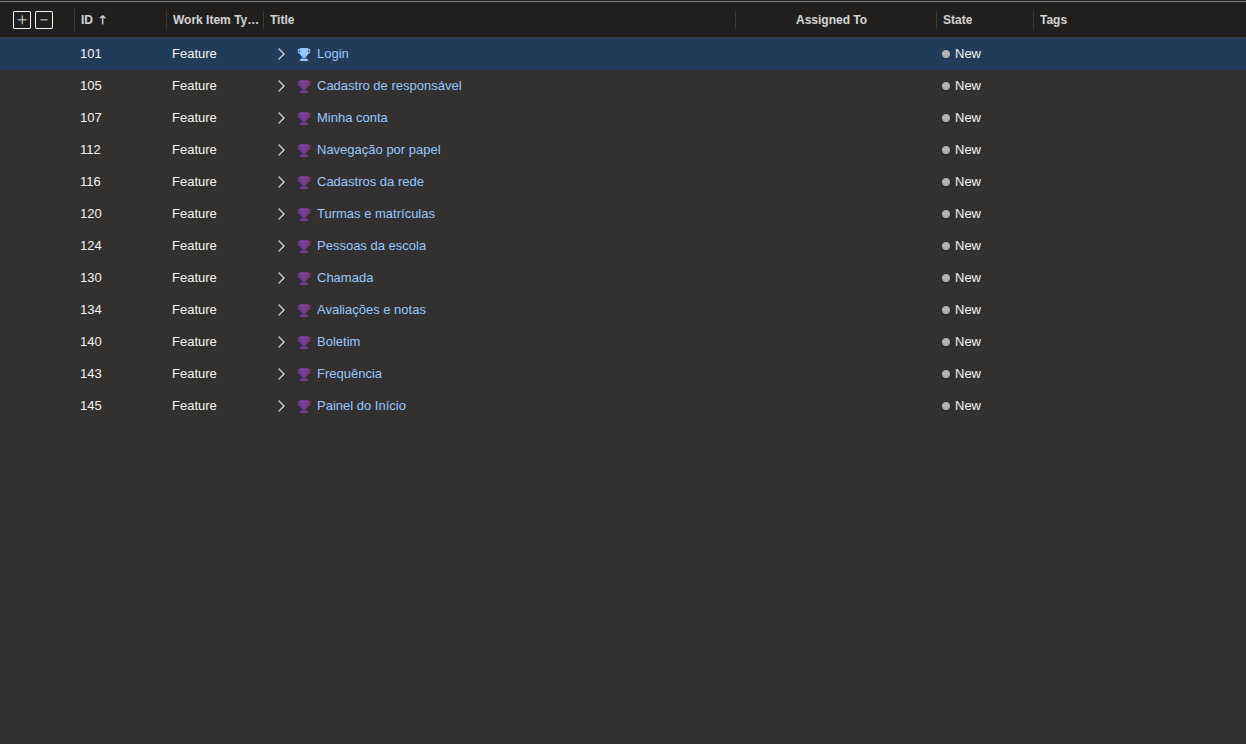 ID ↑ Work Item Ty... Title Assigned To State Tags
101 Feature Login New
105 Feature Cadastro de responsável New
107 Feature Minha conta New
112 Feature Navegação por papel New
116 Feature Cadastros da rede New
120 Feature Turmas e matrículas New
124 Feature Pessoas da escola New
130 Feature Chamada New
134 Feature Avaliações e notas New
140 Feature Boletim New
143 Feature Frequência New
145 Feature Painel do Início New